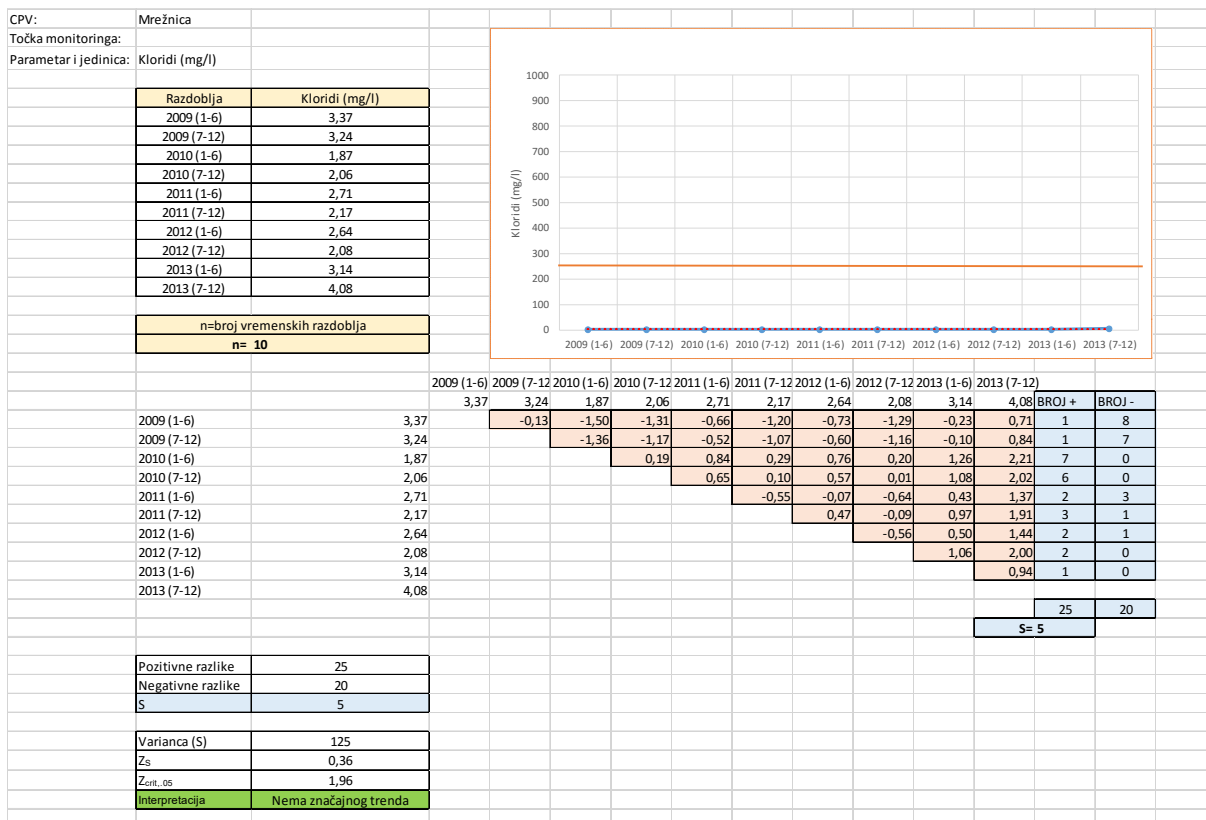 CPV: Mrežnica
Točka monitoringa:
Parametar i jedinica: Kloridi (mg/l)
Razdoblja Kloridi (mg/l)
2009 (1-6) 3,37
2009 (7-12) 3,24
2010 (1-6) 1,87
2010 (7-12) 2,06
2011 (1-6) 2,71
2011 (7-12) 2,17
2012 (1-6) 2,64
2012 (7-12) 2,08
2013 (1-6) 3,14
2013 (7-12) 4,08
n=broj vremenskih razdoblja
n= 10
Kloridi (mg/l)
1000
900
800
700
600
500
400
300
200
100
0
2009 (1-6) 2009 (7-12) 2010 (1-6) 2010 (7-12) 2011 (1-6) 2011 (7-12) 2012 (1-6) 2012 (7-12) 2013 (1-6) 2013 (7-12)
2009 (1-6) 2009 (7-12 2010 (1-6) 2010 (7-12 2011 (1-6) 2011 (7-12 2012 (1-6) 2012 (7-12 2013 (1-6) 2013 (7-12)
3,37 3,24 1,87 2,06 2,71 2,17 2,64 2,08 3,14 4,08 BROJ + BROJ -
2009 (1-6) 3,37 -0,13 -1,50 -1,31 -0,66 -1,20 -0,73 -1,29 -0,23 0,71 1 8
2009 (7-12) 3,24 -1,36 -1,17 -0,52 -1,07 -0,60 -1,16 -0,10 0,84 1 7
2010 (1-6) 1,87 0,19 0,84 0,29 0,76 0,20 1,26 2,21 7 0
2010 (7-12) 2,06 0,65 0,10 0,57 0,01 1,08 2,02 6 0
2011 (1-6) 2,71 -0,55 -0,07 -0,64 0,43 1,37 2 3
2011 (7-12) 2,17 0,47 -0,09 0,97 1,91 3 1
2012 (1-6) 2,64 -0,56 0,50 1,44 2 1
2012 (7-12) 2,08 1,06 2,00 2 0
2013 (1-6) 3,14 0,94 1 0
2013 (7-12) 4,08
25 20
S= 5
Pozitivne razlike 25
Negativne razlike 20
S 5
Varianca (S) 125
Zs 0,36
Zcrit,.05 1,96
Interpretacija Nema značajnog trenda